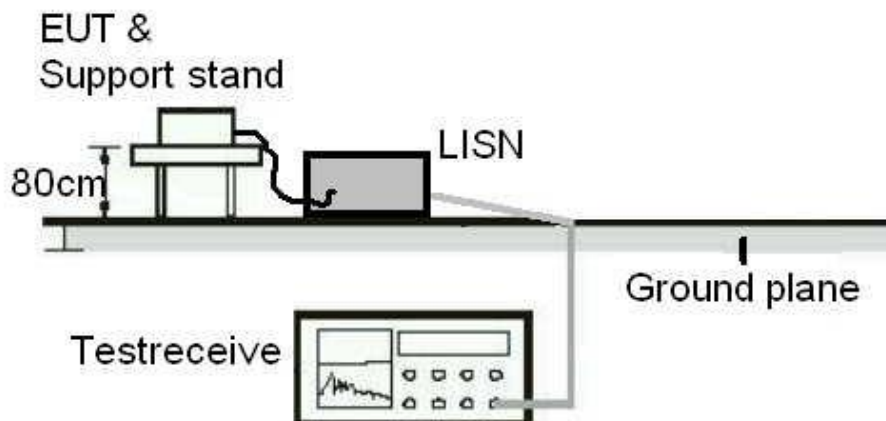 EUT &
Support stand
LISN
80cm
Ground plane
Testreceive